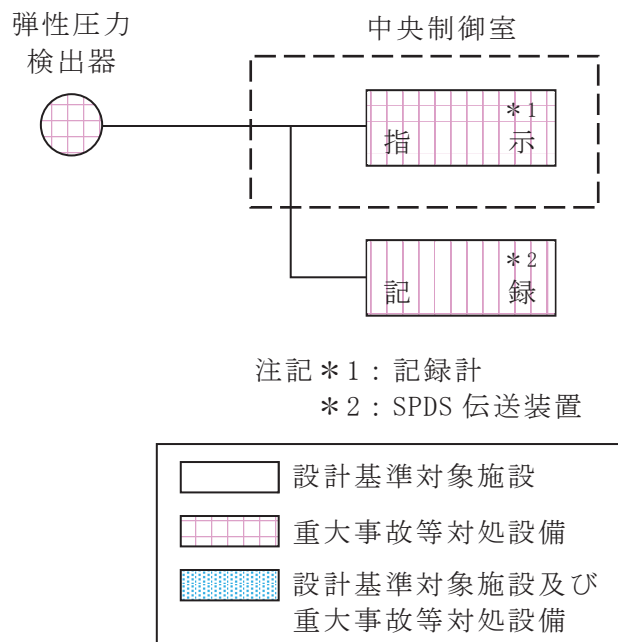 弾性圧力
検出器
中央制御室
＊1
指 示
＊2
記 録
注記＊1：記録計
＊2：SPDS 伝送装置
設計基準対象施設
重大事故等対処設備
設計基準対象施設及び
重大事故等対処設備